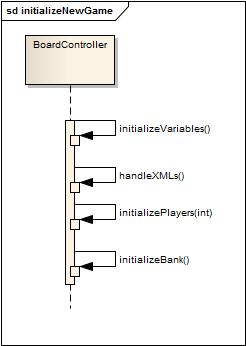 sd initializeNewGame
BoardController
initializeVariables()
handleXMLs()
initializePlayers(int)
initializeBank()